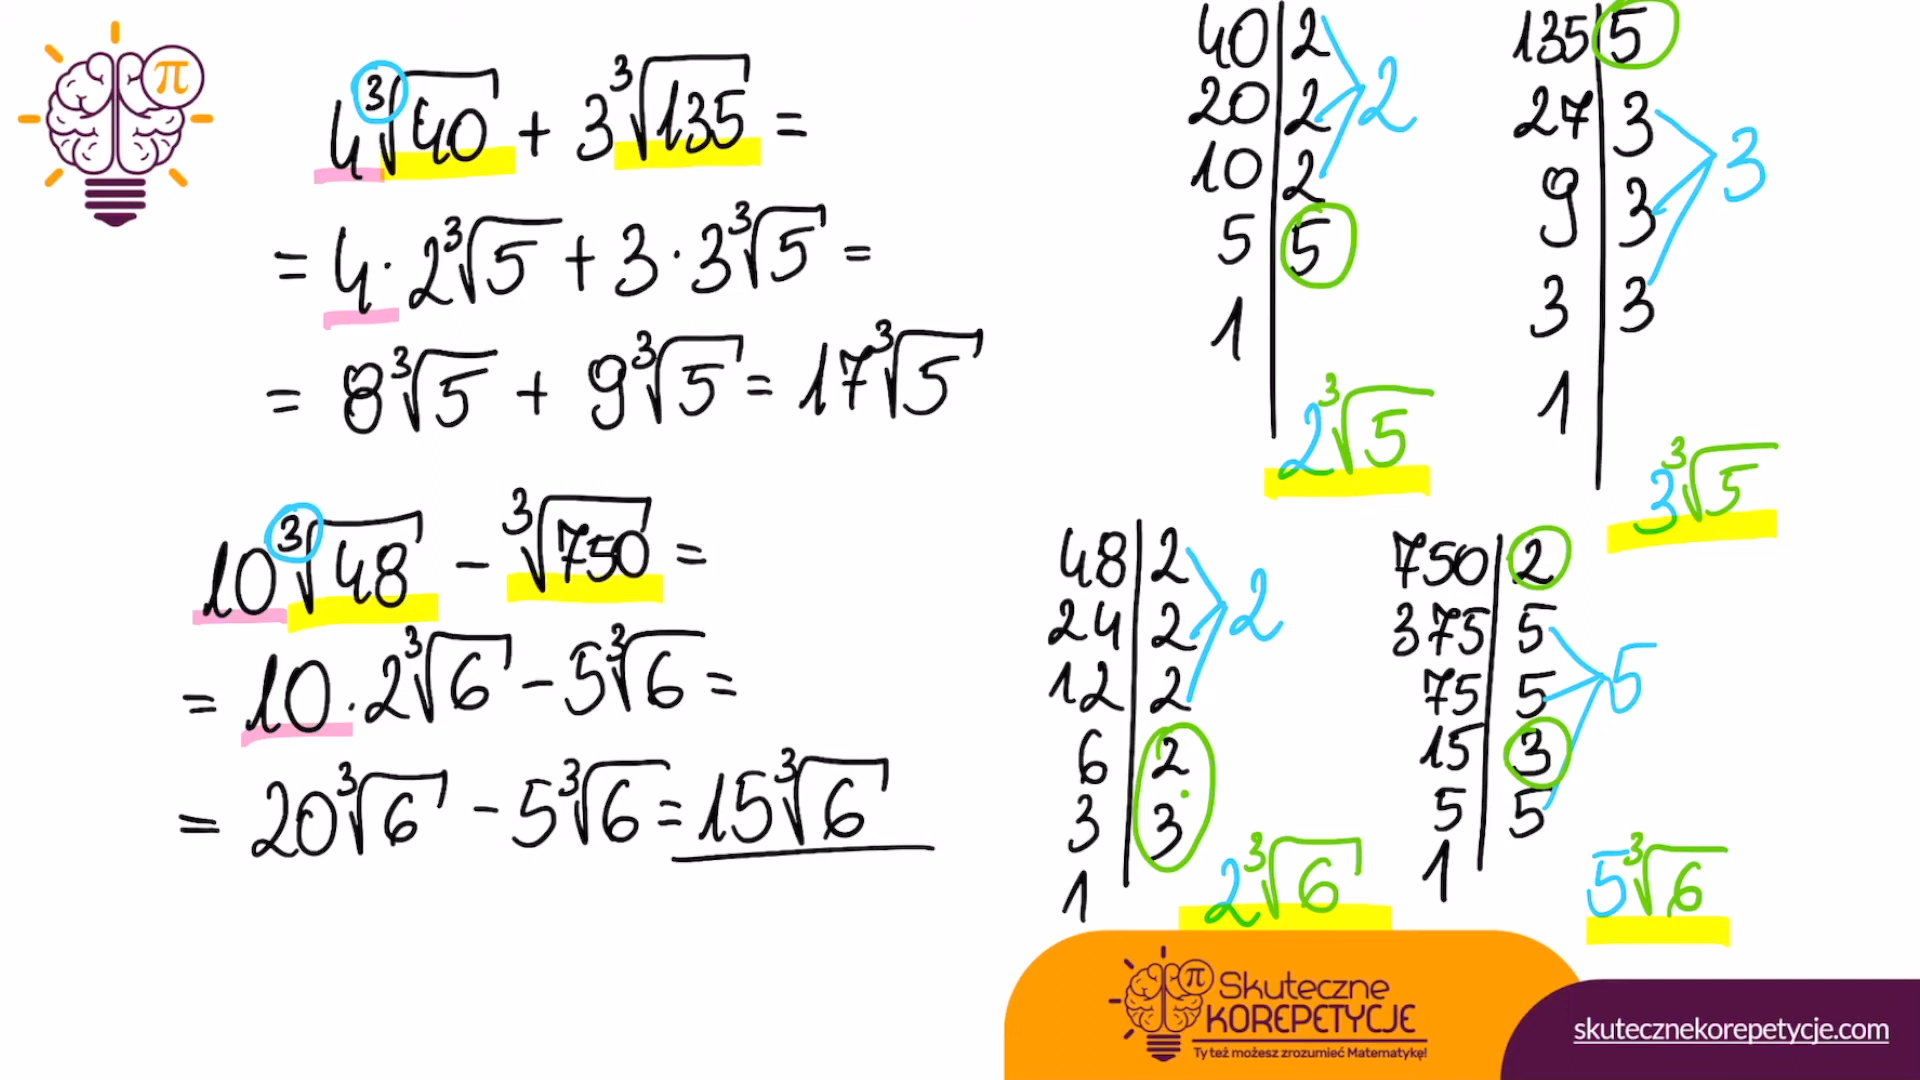 π
4∛40 + 3∛135 =
= 4 · 2∛5 + 3 · 3∛5 =
= 8∛5 + 9∛5 = 17∛5
10∛48 − ∛750 =
= 10 · 2∛6 − 5∛6 =
= 20∛6 − 5∛6 = 15∛6
40 | 2
20 | 2 2
10 | 2
5 | 5
1
2∛5
135 | 5
27 | 3
9 | 3 3
3 | 3
1
3∛5
48 | 2
24 | 2 2
12 | 2
6 | 2
3 | 3
1
2∛6
750 | 2
375 | 5
75 | 5 5
15 | 3
5 | 5
1
5∛6
π
Skuteczne
KOREPETYCJE
Ty też możesz zrozumieć Matematykę!
skutecznekorepetycje.com